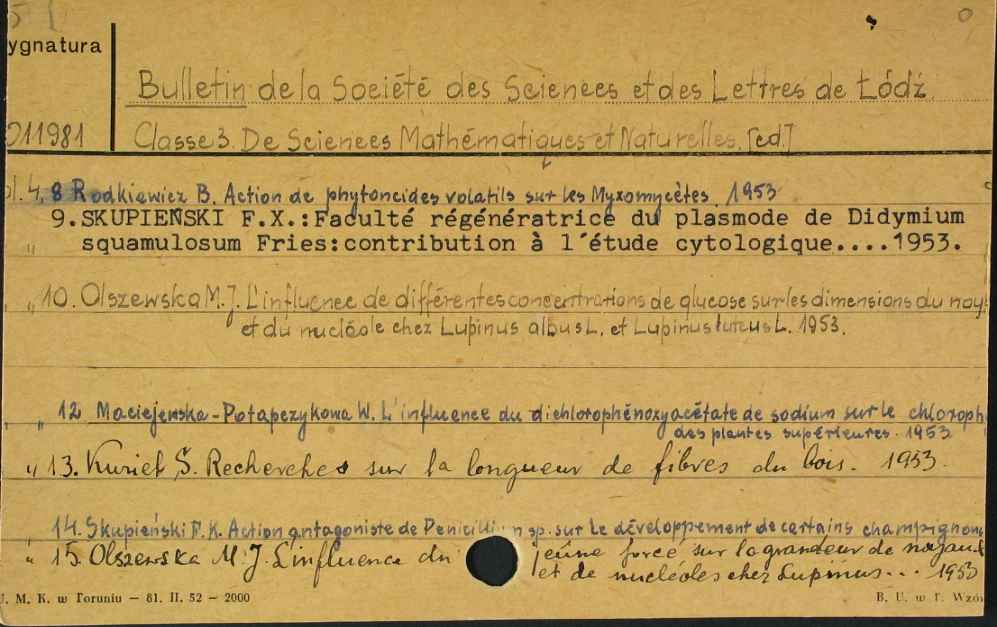 ygnatura
Bulletin de la Société des Sciences et des Lettres de Łódź.
011981
Classe 3. De Sciences Mathématiques et Naturelles. [ed.]
4, 8 Rodkiewicz B. Action de phytoncides volatils sur les Myxomycètes, 1953
9. SKUPIEŃSKI F.X.: Faculté régénératrice du plasmode de Didymium
" squamulosum Fries: contribution à l'étude cytologique....1953.
" 10. Olszewska M.J. L'influence de différentes concentrations de glucose sur les dimensions du noy
et du nucléole chez Lupinus albus L. et Lupinus luteus L. 1953.
" 12 Maciejewska-Potapczykowa W. L'influence du dichlorophénoxyacétate de sodium sur le chloroph
des plantes supérieures. 1953
" 13. Kurieł S. Recherches sur la longueur de fibres du bois. 1953.
14. Skupieński F. X. Action antagoniste de Penicillium sp. sur le développement de certains champignons
" 15. Olszewska M. J. L'influence du jeûne forcé sur la grandeur de noyaux
et de nucléoles chez Lupinus... 1953
U. M. K. w Toruniu — 81. II. 52 — 2000
B. U. w T. Wzór